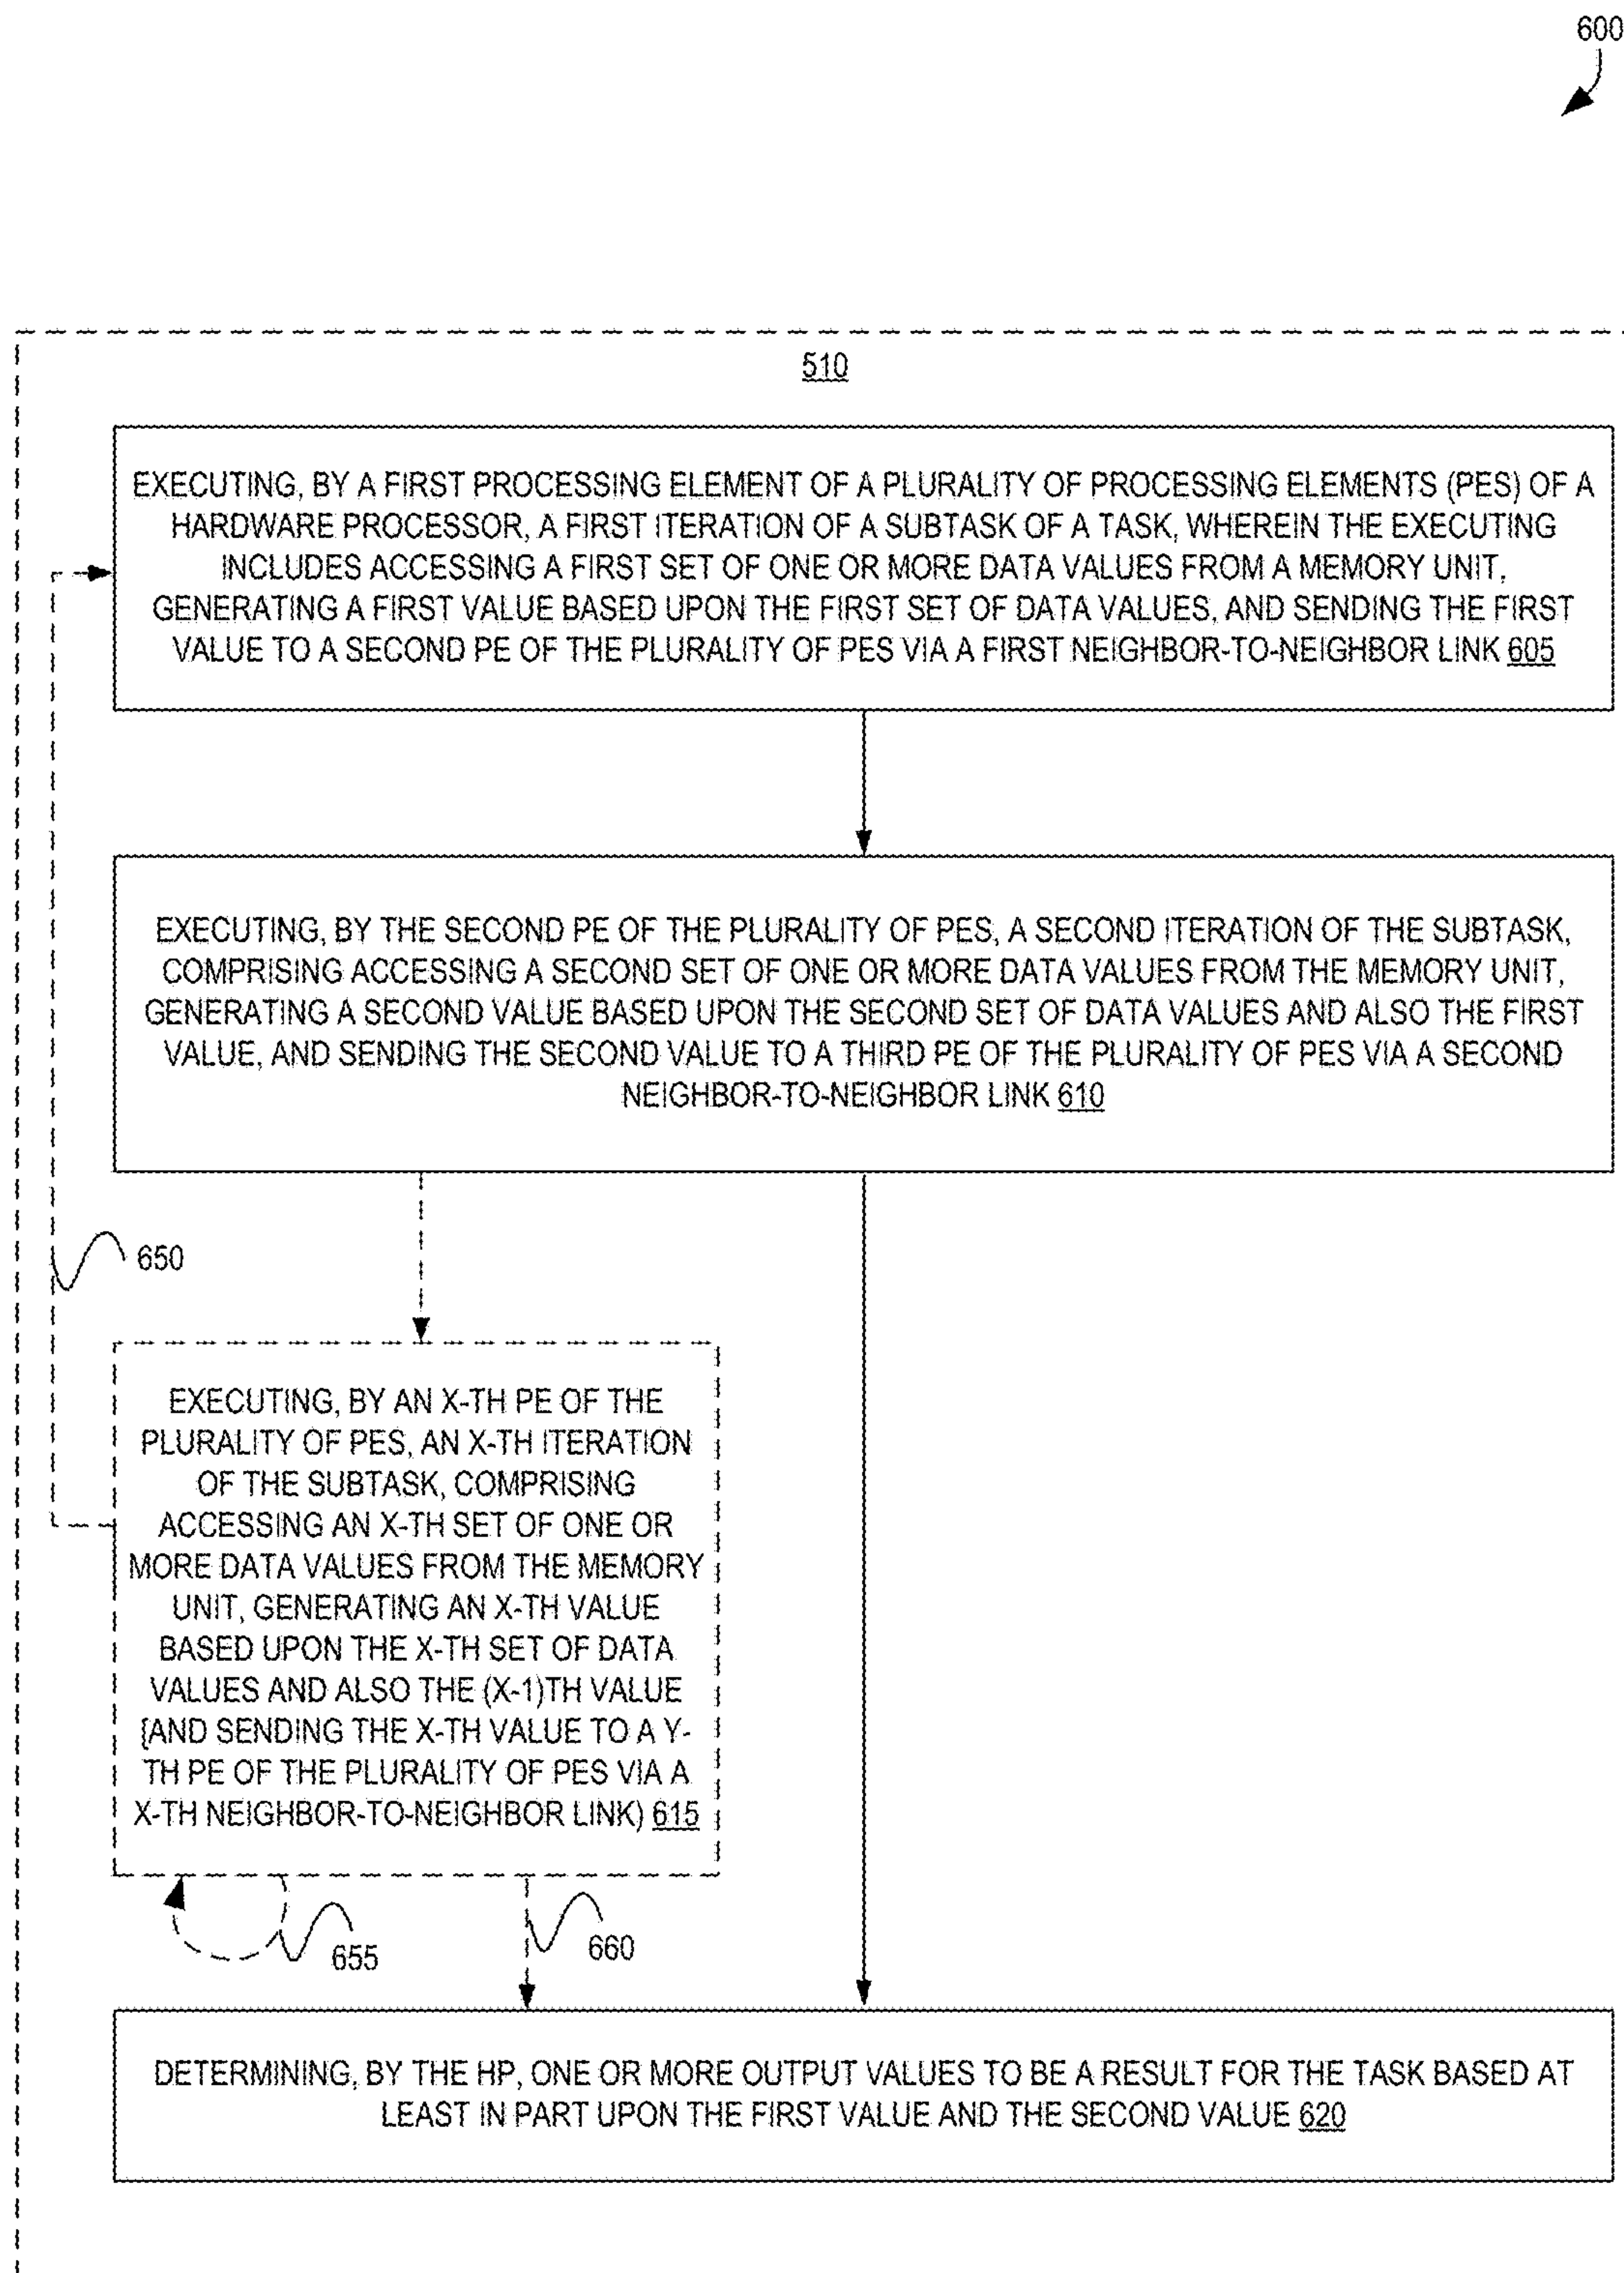 600
510
EXECUTING, BY A FIRST PROCESSING ELEMENT OF A PLURALITY OF PROCESSING ELEMENTS (PES) OF A
HARDWARE PROCESSOR, A FIRST ITERATION OF A SUBTASK OF A TASK, WHEREIN THE EXECUTING
INCLUDES ACCESSING A FIRST SET OF ONE OR MORE DATA VALUES FROM A MEMORY UNIT,
GENERATING A FIRST VALUE BASED UPON THE FIRST SET OF DATA VALUES, AND SENDING THE FIRST
VALUE TO A SECOND PE OF THE PLURALITY OF PES VIA A FIRST NEIGHBOR-TO-NEIGHBOR LINK 605
EXECUTING, BY THE SECOND PE OF THE PLURALITY OF PES, A SECOND ITERATION OF THE SUBTASK,
COMPRISING ACCESSING A SECOND SET OF ONE OR MORE DATA VALUES FROM THE MEMORY UNIT,
GENERATING A SECOND VALUE BASED UPON THE SECOND SET OF DATA VALUES AND ALSO THE FIRST
VALUE, AND SENDING THE SECOND VALUE TO A THIRD PE OF THE PLURALITY OF PES VIA A SECOND
NEIGHBOR-TO-NEIGHBOR LINK 610
650
EXECUTING, BY AN X-TH PE OF THE
PLURALITY OF PES, AN X-TH ITERATION
OF THE SUBTASK, COMPRISING
ACCESSING AN X-TH SET OF ONE OR
MORE DATA VALUES FROM THE MEMORY
UNIT, GENERATING AN X-TH VALUE
BASED UPON THE X-TH SET OF DATA
VALUES AND ALSO THE (X-1)TH VALUE
(AND SENDING THE X-TH VALUE TO A Y-
TH PE OF THE PLURALITY OF PES VIA A
X-TH NEIGHBOR-TO-NEIGHBOR LINK) 615
655
660
DETERMINING, BY THE HP, ONE OR MORE OUTPUT VALUES TO BE A RESULT FOR THE TASK BASED AT
LEAST IN PART UPON THE FIRST VALUE AND THE SECOND VALUE 620